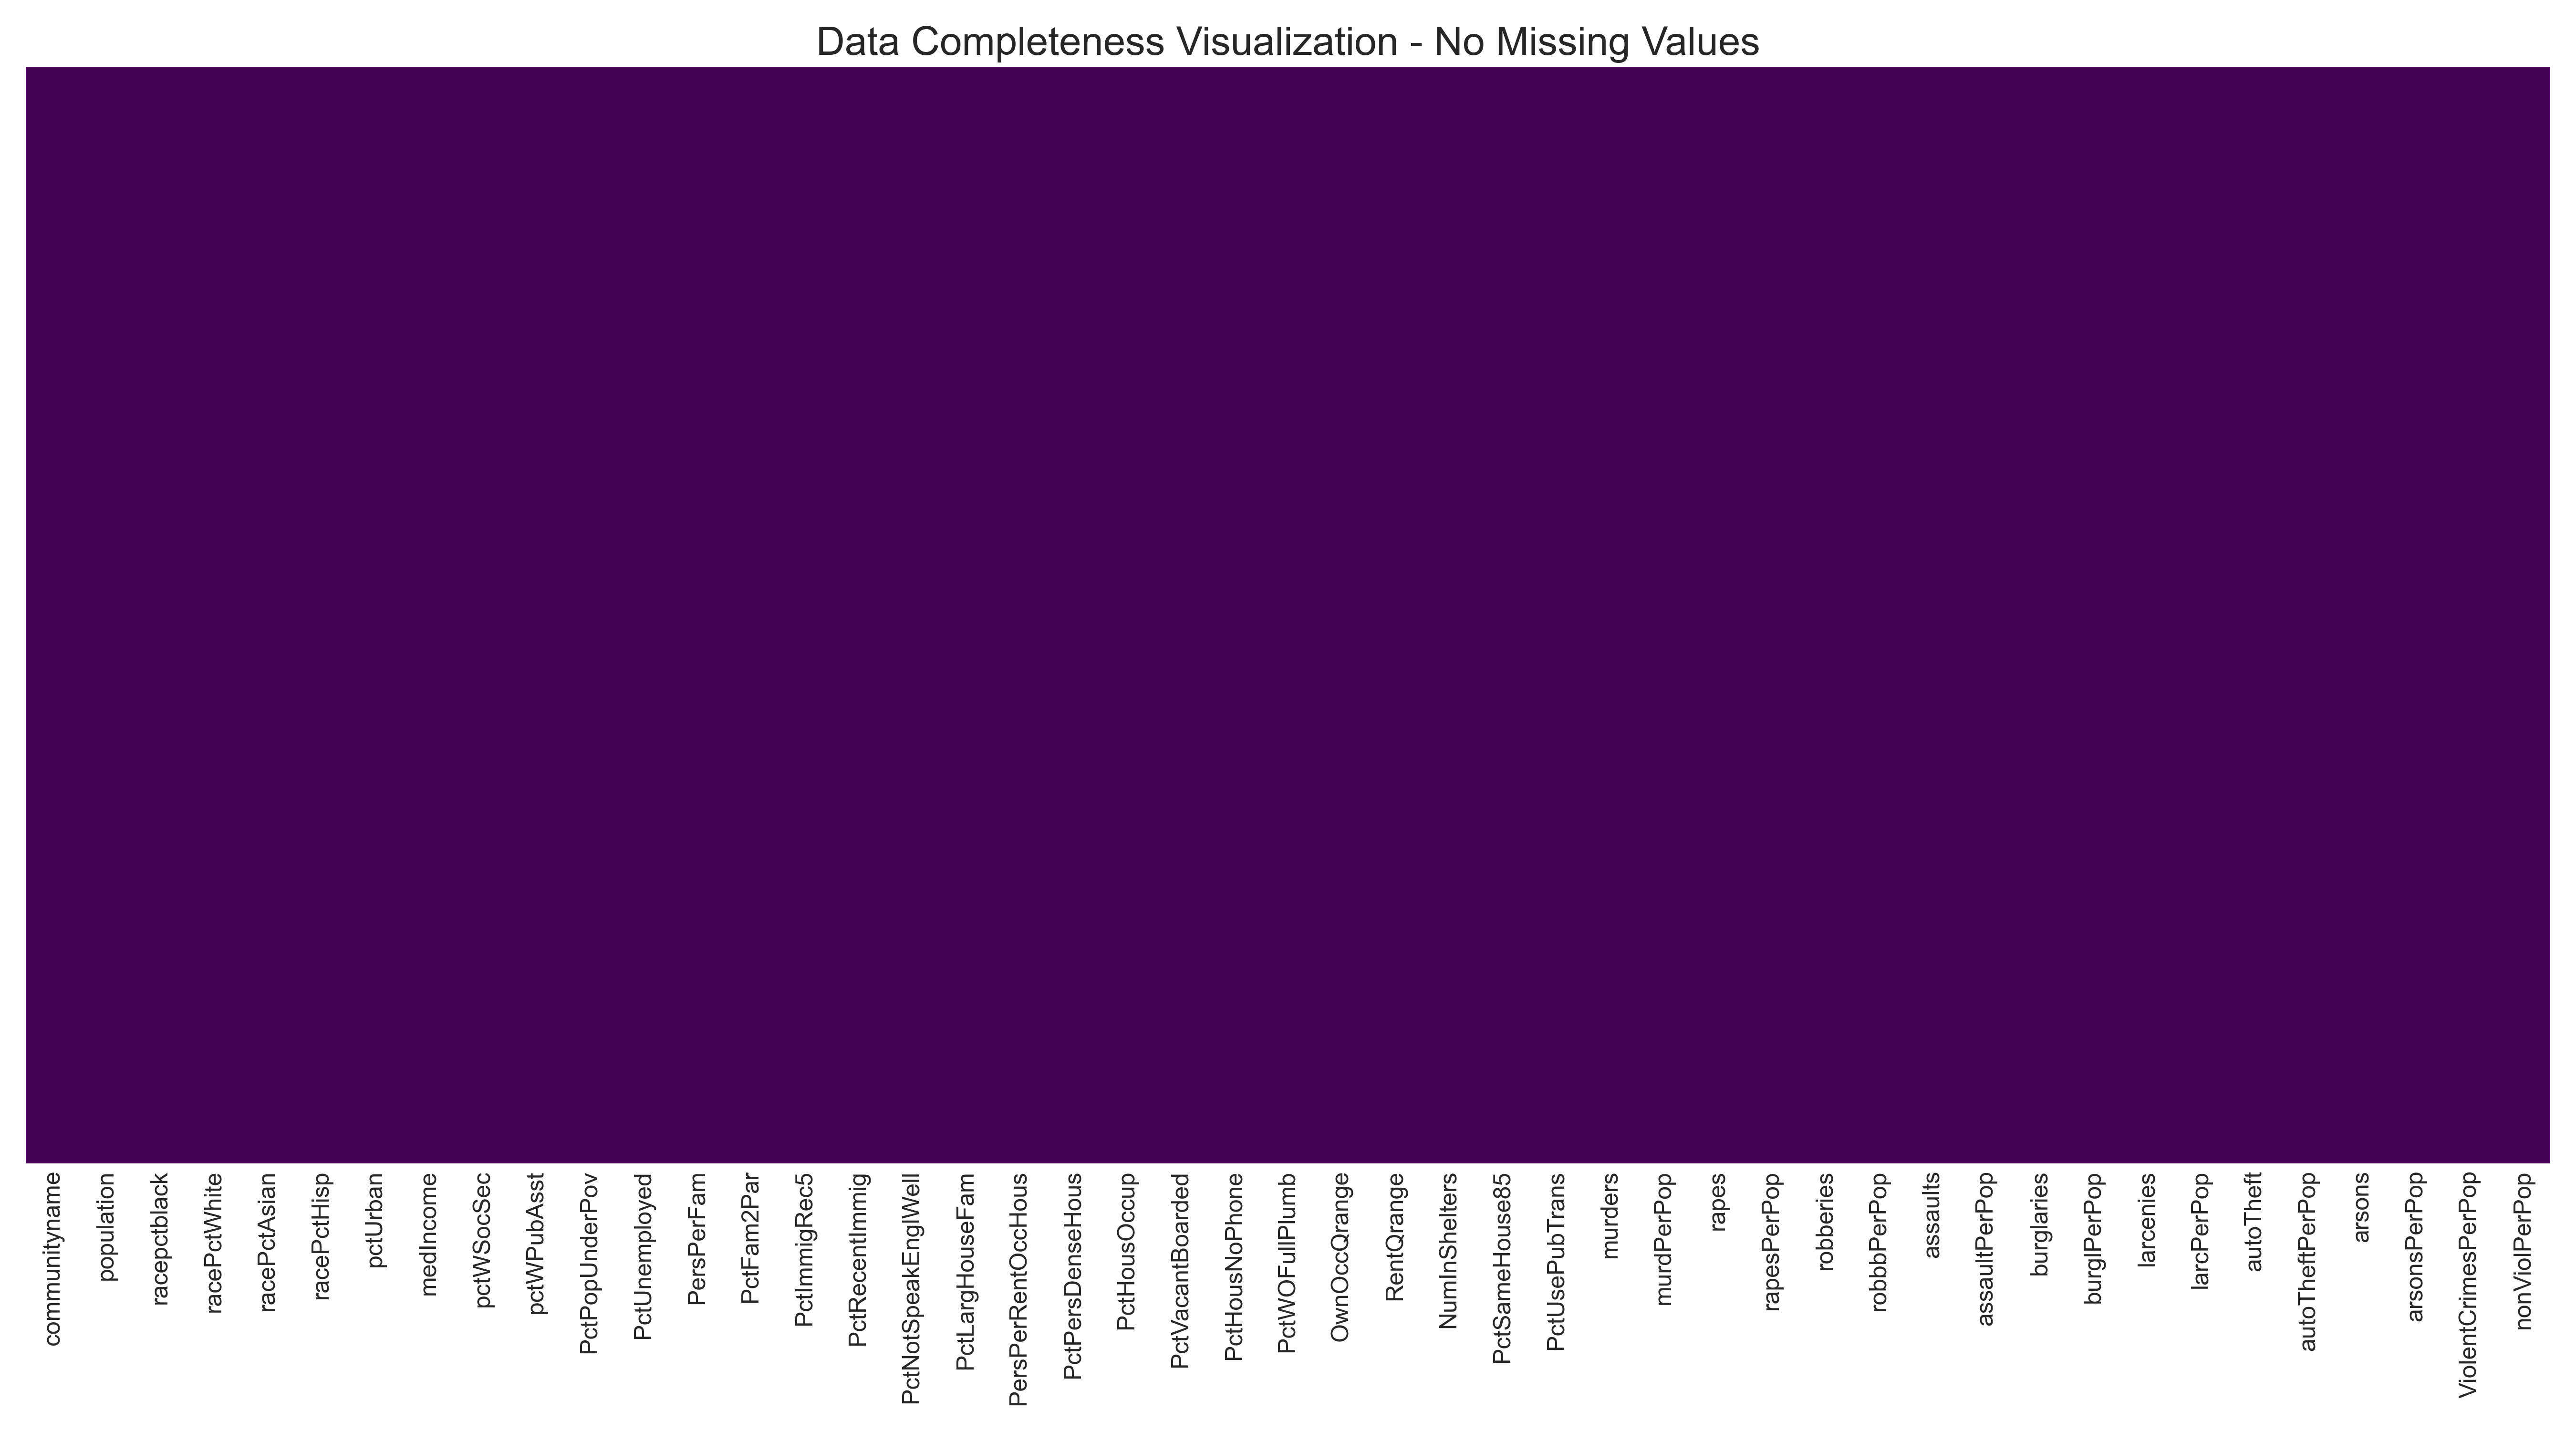 Data Completeness Visualization - No Missing Values
communityname
population
racepctblack
racePctWhite
racePctAsian
racePctHisp
pctUrban
medIncome
pctWSocSec
pctWPubAsst
PctPopUnderPov
PctUnemployed
PersPerFam
PctFam2Par
PctImmigRec5
PctRecentImmig
PctNotSpeakEnglWell
PctLargHouseFam
PersPerRentOccHous
PctPersDenseHous
PctHousOccup
PctVacantBoarded
PctHousNoPhone
PctWOFullPlumb
OwnOccQrange
RentQrange
NumInShelters
PctSameHouse85
PctUsePubTrans
murders
murdPerPop
rapes
rapesPerPop
robberies
robbbPerPop
assaults
assaultPerPop
burglaries
burglPerPop
larcenies
larcPerPop
autoTheft
autoTheftPerPop
arsons
arsonsPerPop
ViolentCrimesPerPop
nonViolPerPop